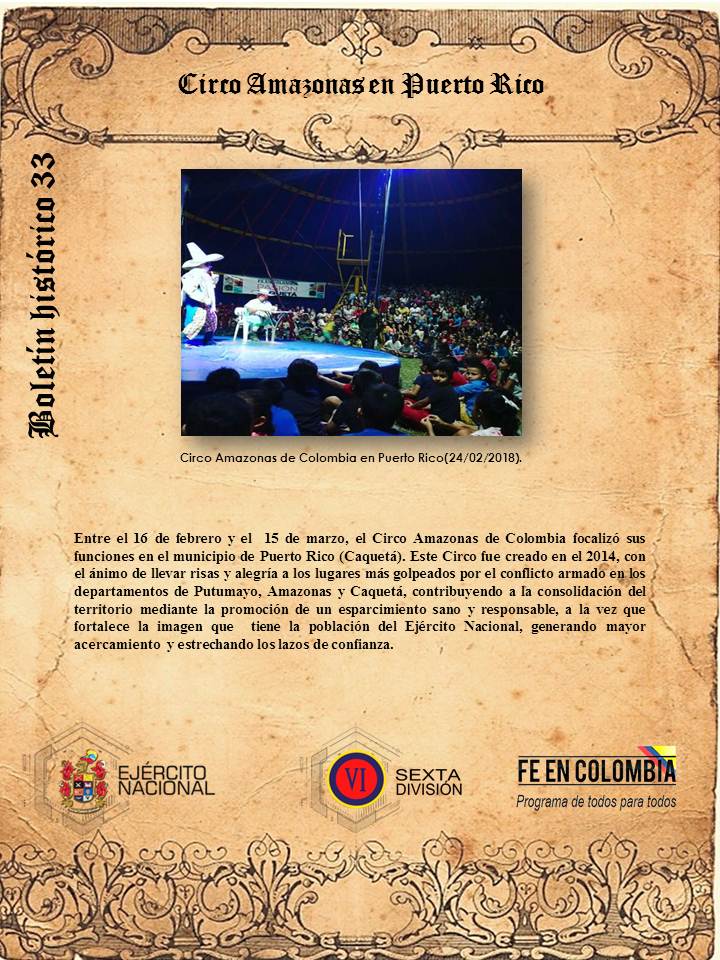 Circo Amazonas en Puerto Rico
Boletín histórico 33
Circo Amazonas de Colombia en Puerto Rico(24/02/2018).
Entre el 16 de febrero y el 15 de marzo, el Circo Amazonas de Colombia focalizó sus
funciones en el municipio de Puerto Rico (Caquetá). Este Circo fue creado en el 2014, con
el ánimo de llevar risas y alegría a los lugares más golpeados por el conflicto armado en los
departamentos de Putumayo, Amazonas y Caquetá, contribuyendo a la consolidación del
territorio mediante la promoción de un esparcimiento sano y responsable, a la vez que
fortalece la imagen que tiene la población del Ejército Nacional, generando mayor
acercamiento y estrechando los lazos de confianza.
EJÉRCITO
NACIONAL
VI
SEXTA
DIVISIÓN
FE EN COLOMBIA
Programa de todos para todos